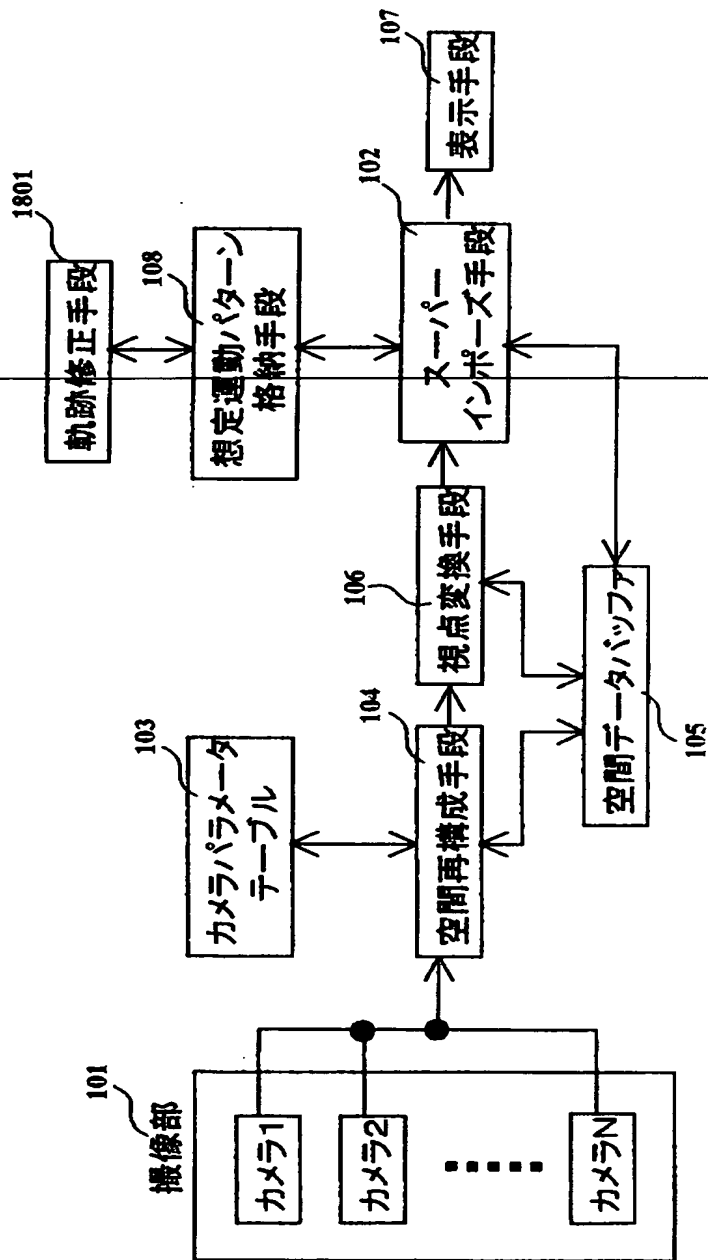 撮像部
101
カメラ1
カメラ2
カメラN
103
カメラパラメータ
テーブル
104
空間再構成手段
106
視点変換手段
空間データバッファ
105
1801
軌跡修正手段
108
想定運動パターン
格納手段
102
スーパー
インポーズ手段
107
表示手段